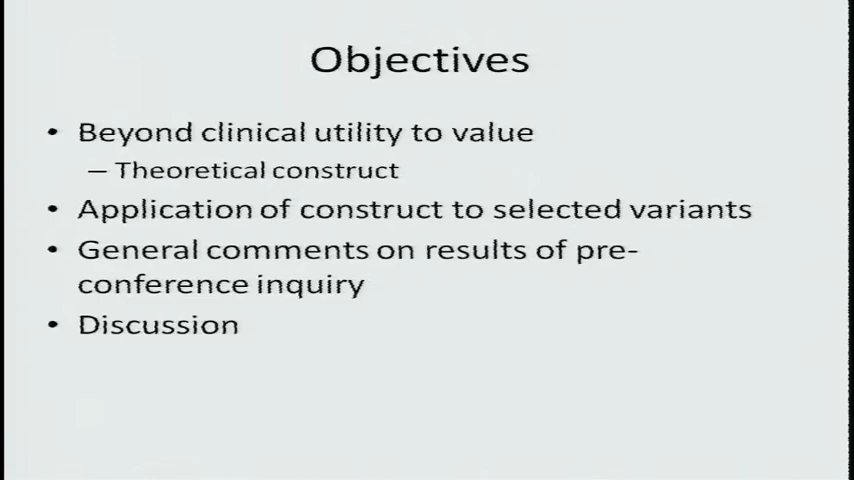 Objectives
• Beyond clinical utility to value
– Theoretical construct
• Application of construct to selected variants
• General comments on results of pre-
conference inquiry
• Discussion